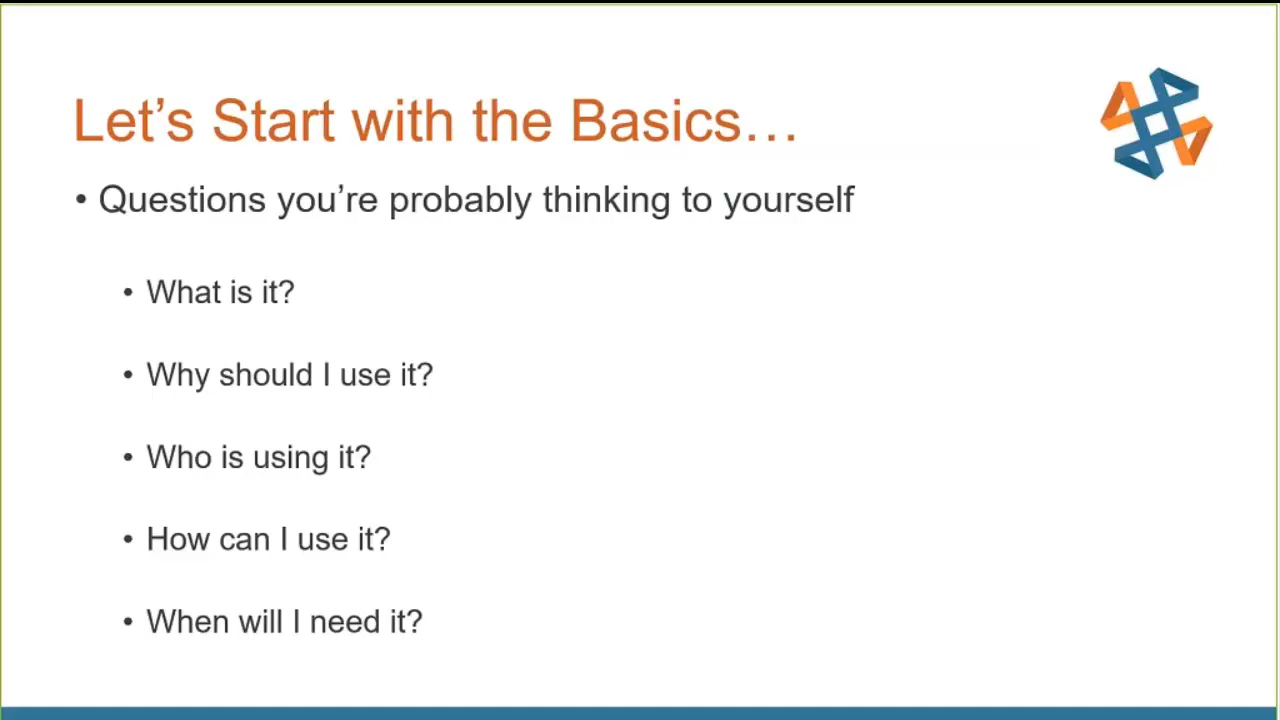 Let’s Start with the Basics…
• Questions you’re probably thinking to yourself
• What is it?
• Why should I use it?
• Who is using it?
• How can I use it?
• When will I need it?